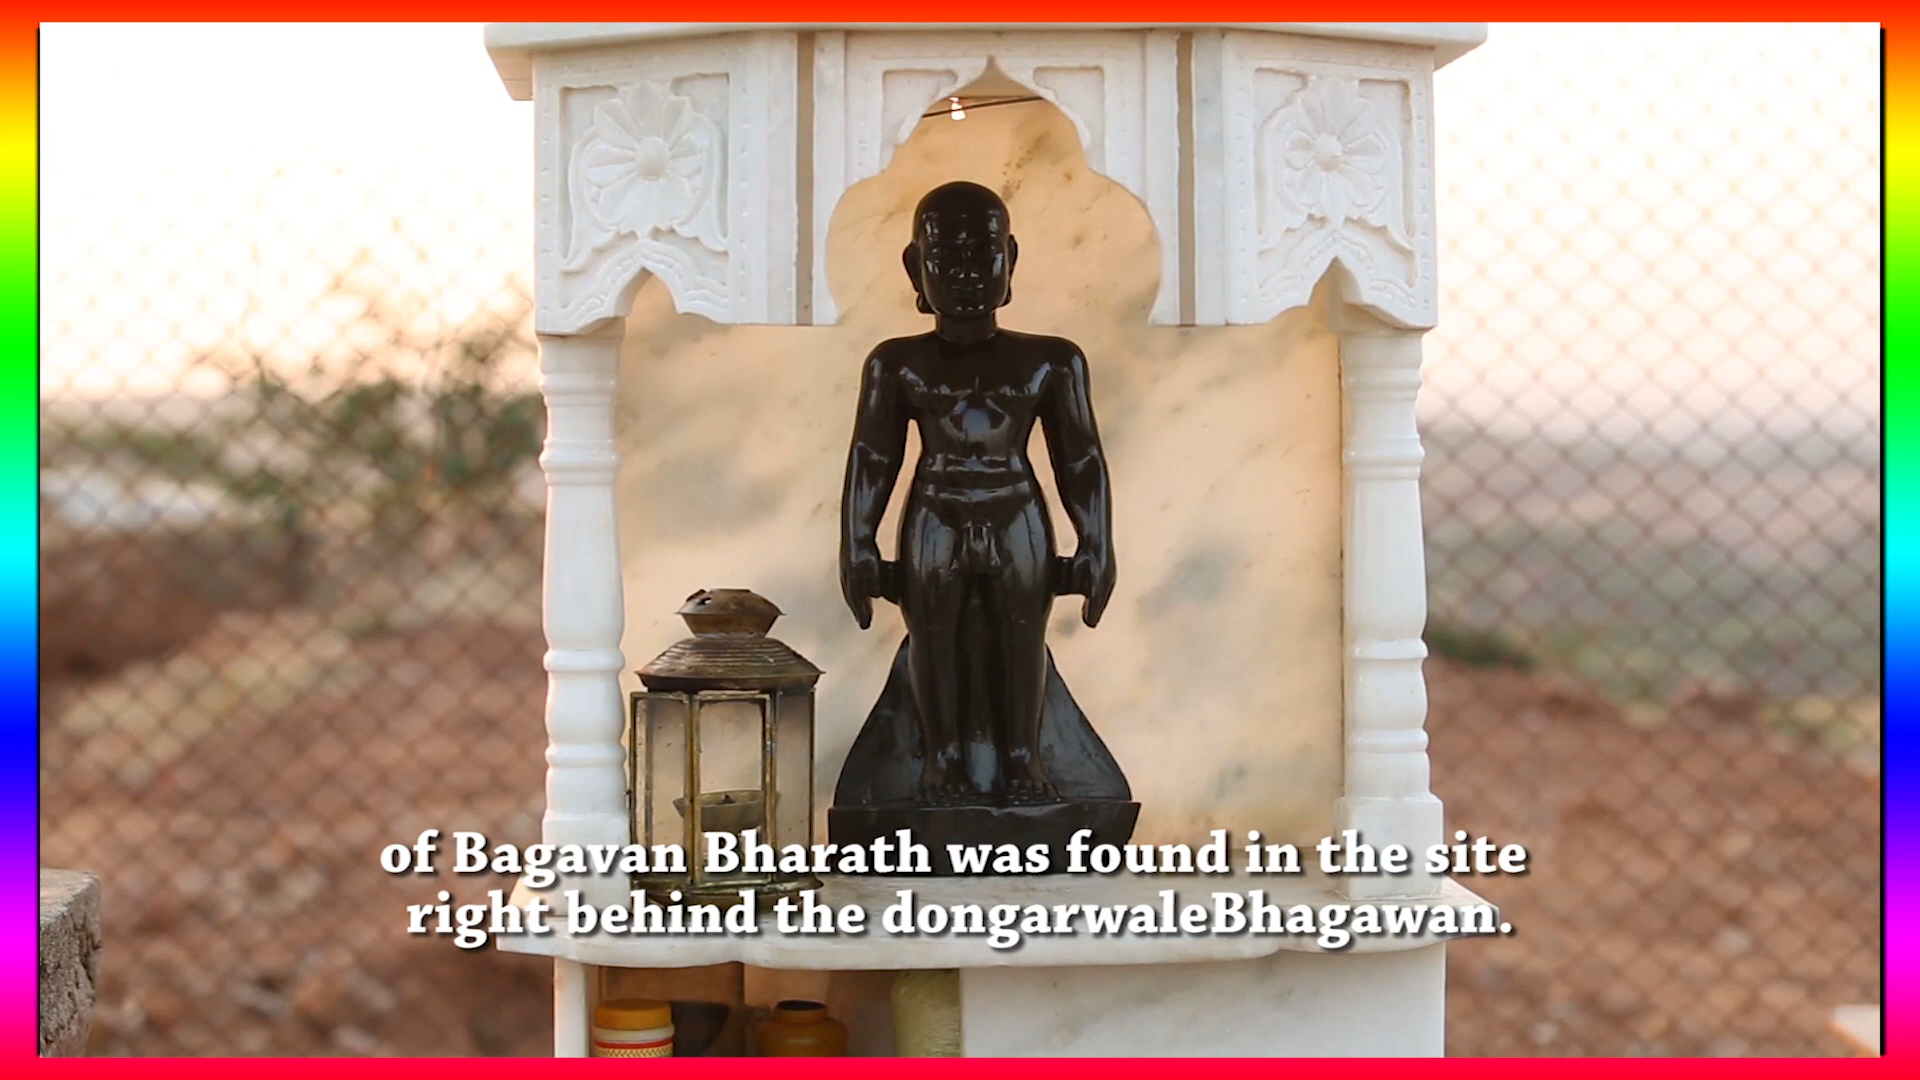 of Bagavan Bharath was found in the site
right behind the dongarwaleBhagawan.